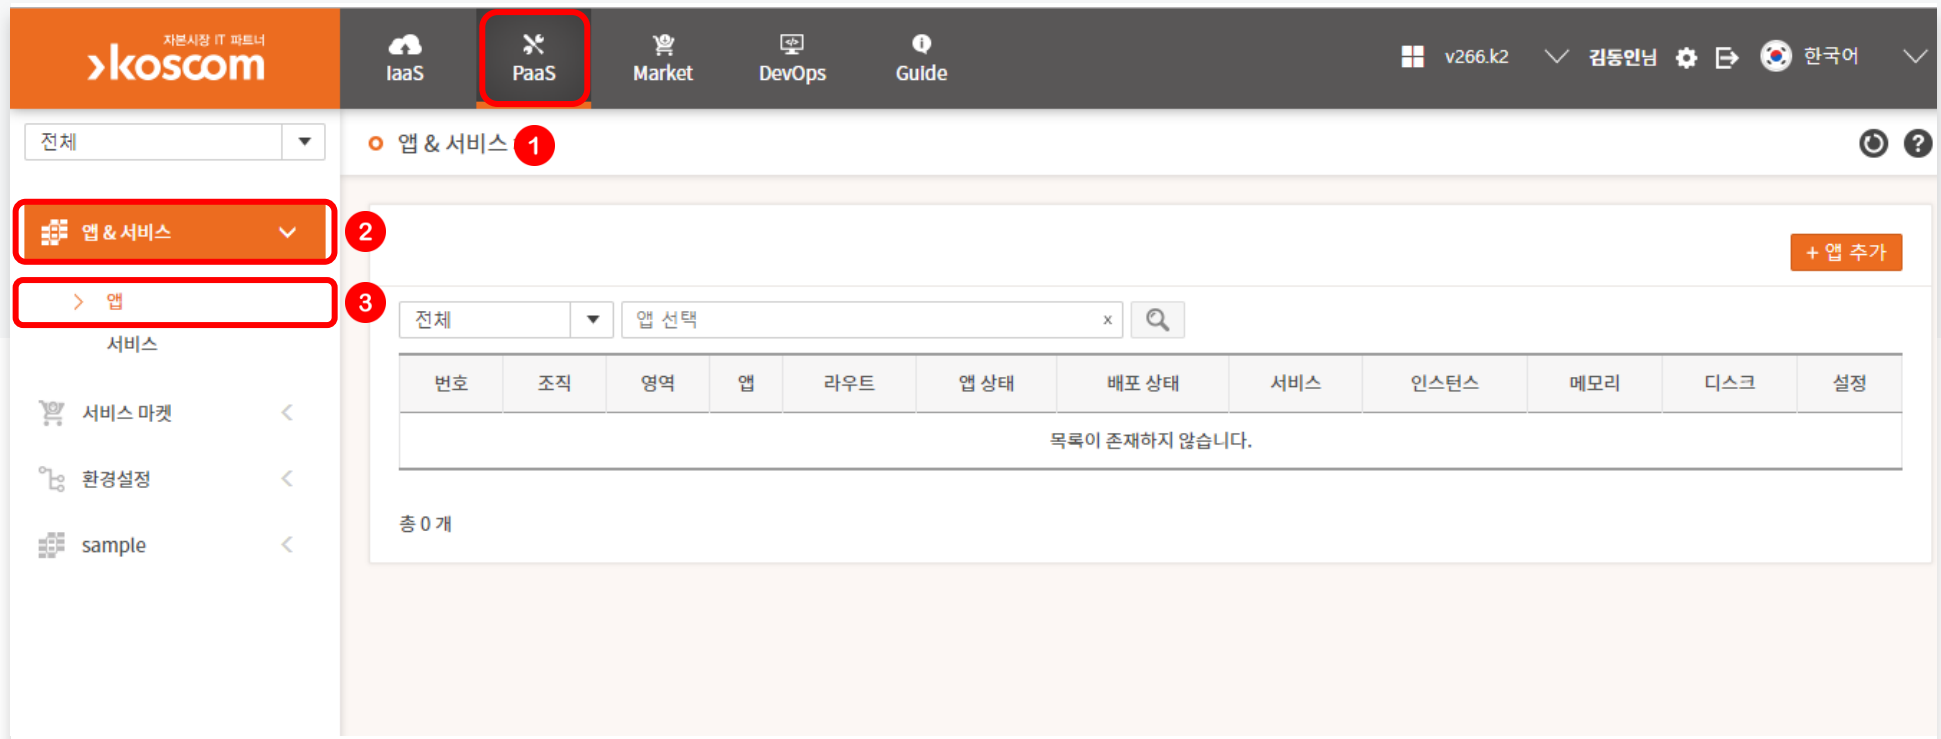 자본시장 IT 파트너
koscom
IaaS
PaaS
Market
DevOps
Guide
v266.k2
김동인님
한국어
전체
앱 & 서비스
1
앱 & 서비스
2
앱
3
서비스
서비스 마켓
환경설정
sample
+ 앱 추가
전체
앱 선택
x
번호 조직 영역 앱 라우트 앱 상태 배포 상태 서비스 인스턴스 메모리 디스크 설정
목록이 존재하지 않습니다.
총 0 개